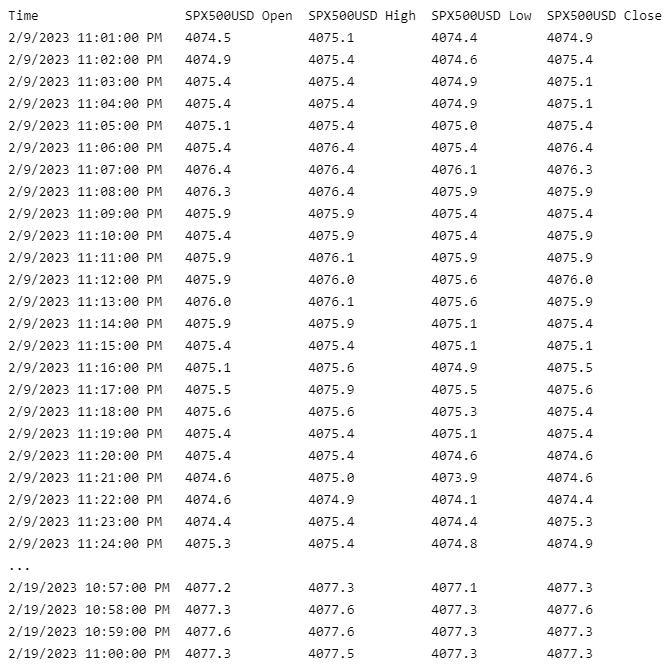 Time SPX500USD Open SPX500USD High SPX500USD Low SPX500USD Close
2/9/2023 11:01:00 PM 4074.5 4075.1 4074.4 4074.9
2/9/2023 11:02:00 PM 4074.9 4075.4 4074.6 4075.4
2/9/2023 11:03:00 PM 4075.4 4075.4 4074.9 4075.1
2/9/2023 11:04:00 PM 4075.4 4075.4 4074.9 4075.1
2/9/2023 11:05:00 PM 4075.1 4075.4 4075.0 4075.4
2/9/2023 11:06:00 PM 4075.4 4076.4 4075.4 4076.4
2/9/2023 11:07:00 PM 4076.4 4076.4 4076.1 4076.3
2/9/2023 11:08:00 PM 4076.3 4076.4 4075.9 4075.9
2/9/2023 11:09:00 PM 4075.9 4075.9 4075.4 4075.4
2/9/2023 11:10:00 PM 4075.4 4075.9 4075.4 4075.9
2/9/2023 11:11:00 PM 4075.9 4076.1 4075.9 4075.9
2/9/2023 11:12:00 PM 4075.9 4076.0 4075.6 4076.0
2/9/2023 11:13:00 PM 4076.0 4076.1 4075.6 4075.9
2/9/2023 11:14:00 PM 4075.9 4075.9 4075.1 4075.4
2/9/2023 11:15:00 PM 4075.4 4075.4 4075.1 4075.1
2/9/2023 11:16:00 PM 4075.1 4075.6 4074.9 4075.5
2/9/2023 11:17:00 PM 4075.5 4075.9 4075.5 4075.6
2/9/2023 11:18:00 PM 4075.6 4075.6 4075.3 4075.4
2/9/2023 11:19:00 PM 4075.4 4075.4 4075.1 4075.4
2/9/2023 11:20:00 PM 4075.4 4075.4 4074.6 4074.6
2/9/2023 11:21:00 PM 4074.6 4075.0 4073.9 4074.6
2/9/2023 11:22:00 PM 4074.6 4074.9 4074.1 4074.4
2/9/2023 11:23:00 PM 4074.4 4075.4 4074.4 4075.3
2/9/2023 11:24:00 PM 4075.3 4075.4 4074.8 4074.9
...
2/19/2023 10:57:00 PM 4077.2 4077.3 4077.1 4077.3
2/19/2023 10:58:00 PM 4077.3 4077.6 4077.3 4077.6
2/19/2023 10:59:00 PM 4077.6 4077.6 4077.3 4077.3
2/19/2023 11:00:00 PM 4077.3 4077.5 4077.3 4077.3